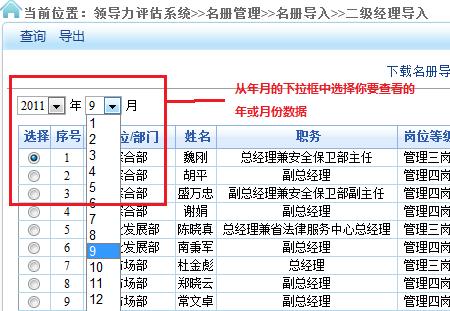 当前位置：领导力评估系统>>名册管理>>名册导入>>二级经理导入
查询 导出
下载名册导
从年月的下拉框中选择你要查看的
年或月份数据
2011 年 9 月
1
2
3
4
5
6
7
8
9
10
11
12
选择 序号 位/部门 姓名 职务 岗位等级
1 综合部 魏刚 总经理兼安全保卫部主任 管理三岗
2 综合部 胡平 副总经理 管理四岗
3 综合部 盛万忠 副总经理兼安全保卫部副主任 管理四岗
4 综合部 谢娟 副总经理 管理四岗
5 发展部 陈晓真 总经理兼省法律服务中心总经理 管理三岗
6 发展部 南秉军 副总经理 管理四岗
7 市场部 杜金彪 总经理 管理三岗
8 市场部 郑晓云 副总经理 管理四岗
9 市场部 常文卓 副总经理 管理四岗